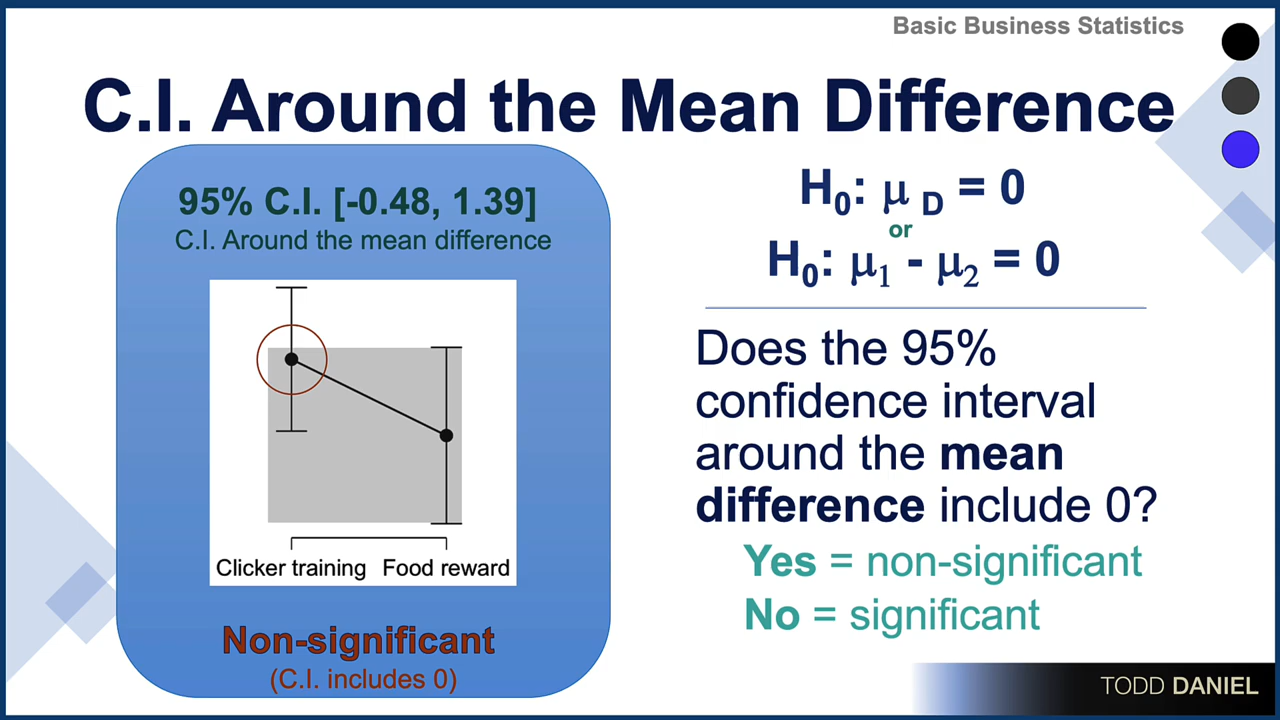 Basic Business Statistics
C.I. Around the Mean Difference
95% C.I. [-0.48, 1.39]
C.I. Around the mean difference
Clicker training Food reward
Non-significant
(C.I. includes 0)
H₀: μ D = 0
or
H₀: μ₁ - μ₂ = 0
Does the 95%
confidence interval
around the mean
difference include 0?
Yes = non-significant
No = significant
TODD DANIEL